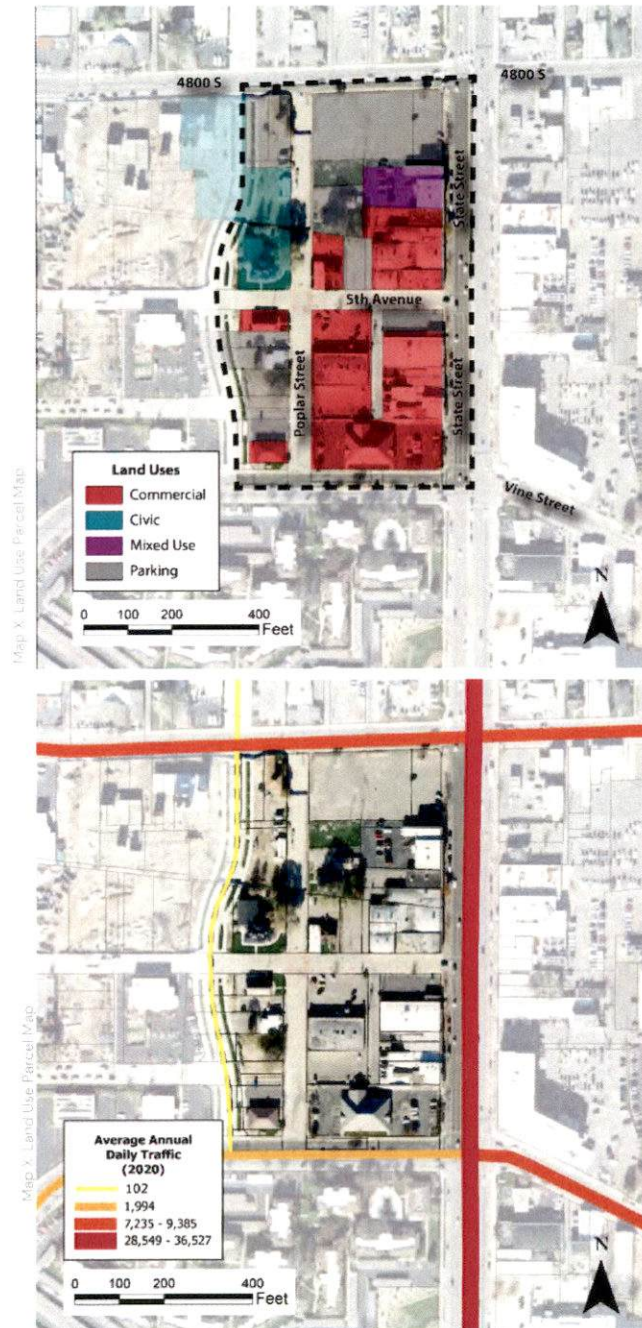 4800 S
4800 S
State Street
5th Avenue
Poplar Street
State Street
Vine Street
Land Uses
Commercial
Civic
Mixed Use
Parking
0 100 200 400
Feet
N
Map X. Land Use Parcel Map
Average Annual
Daily Traffic
(2020)
102
1,994
7,235 - 9,385
28,549 - 36,527
0 100 200 400
Feet
N
Map X. Land Use Parcel Map